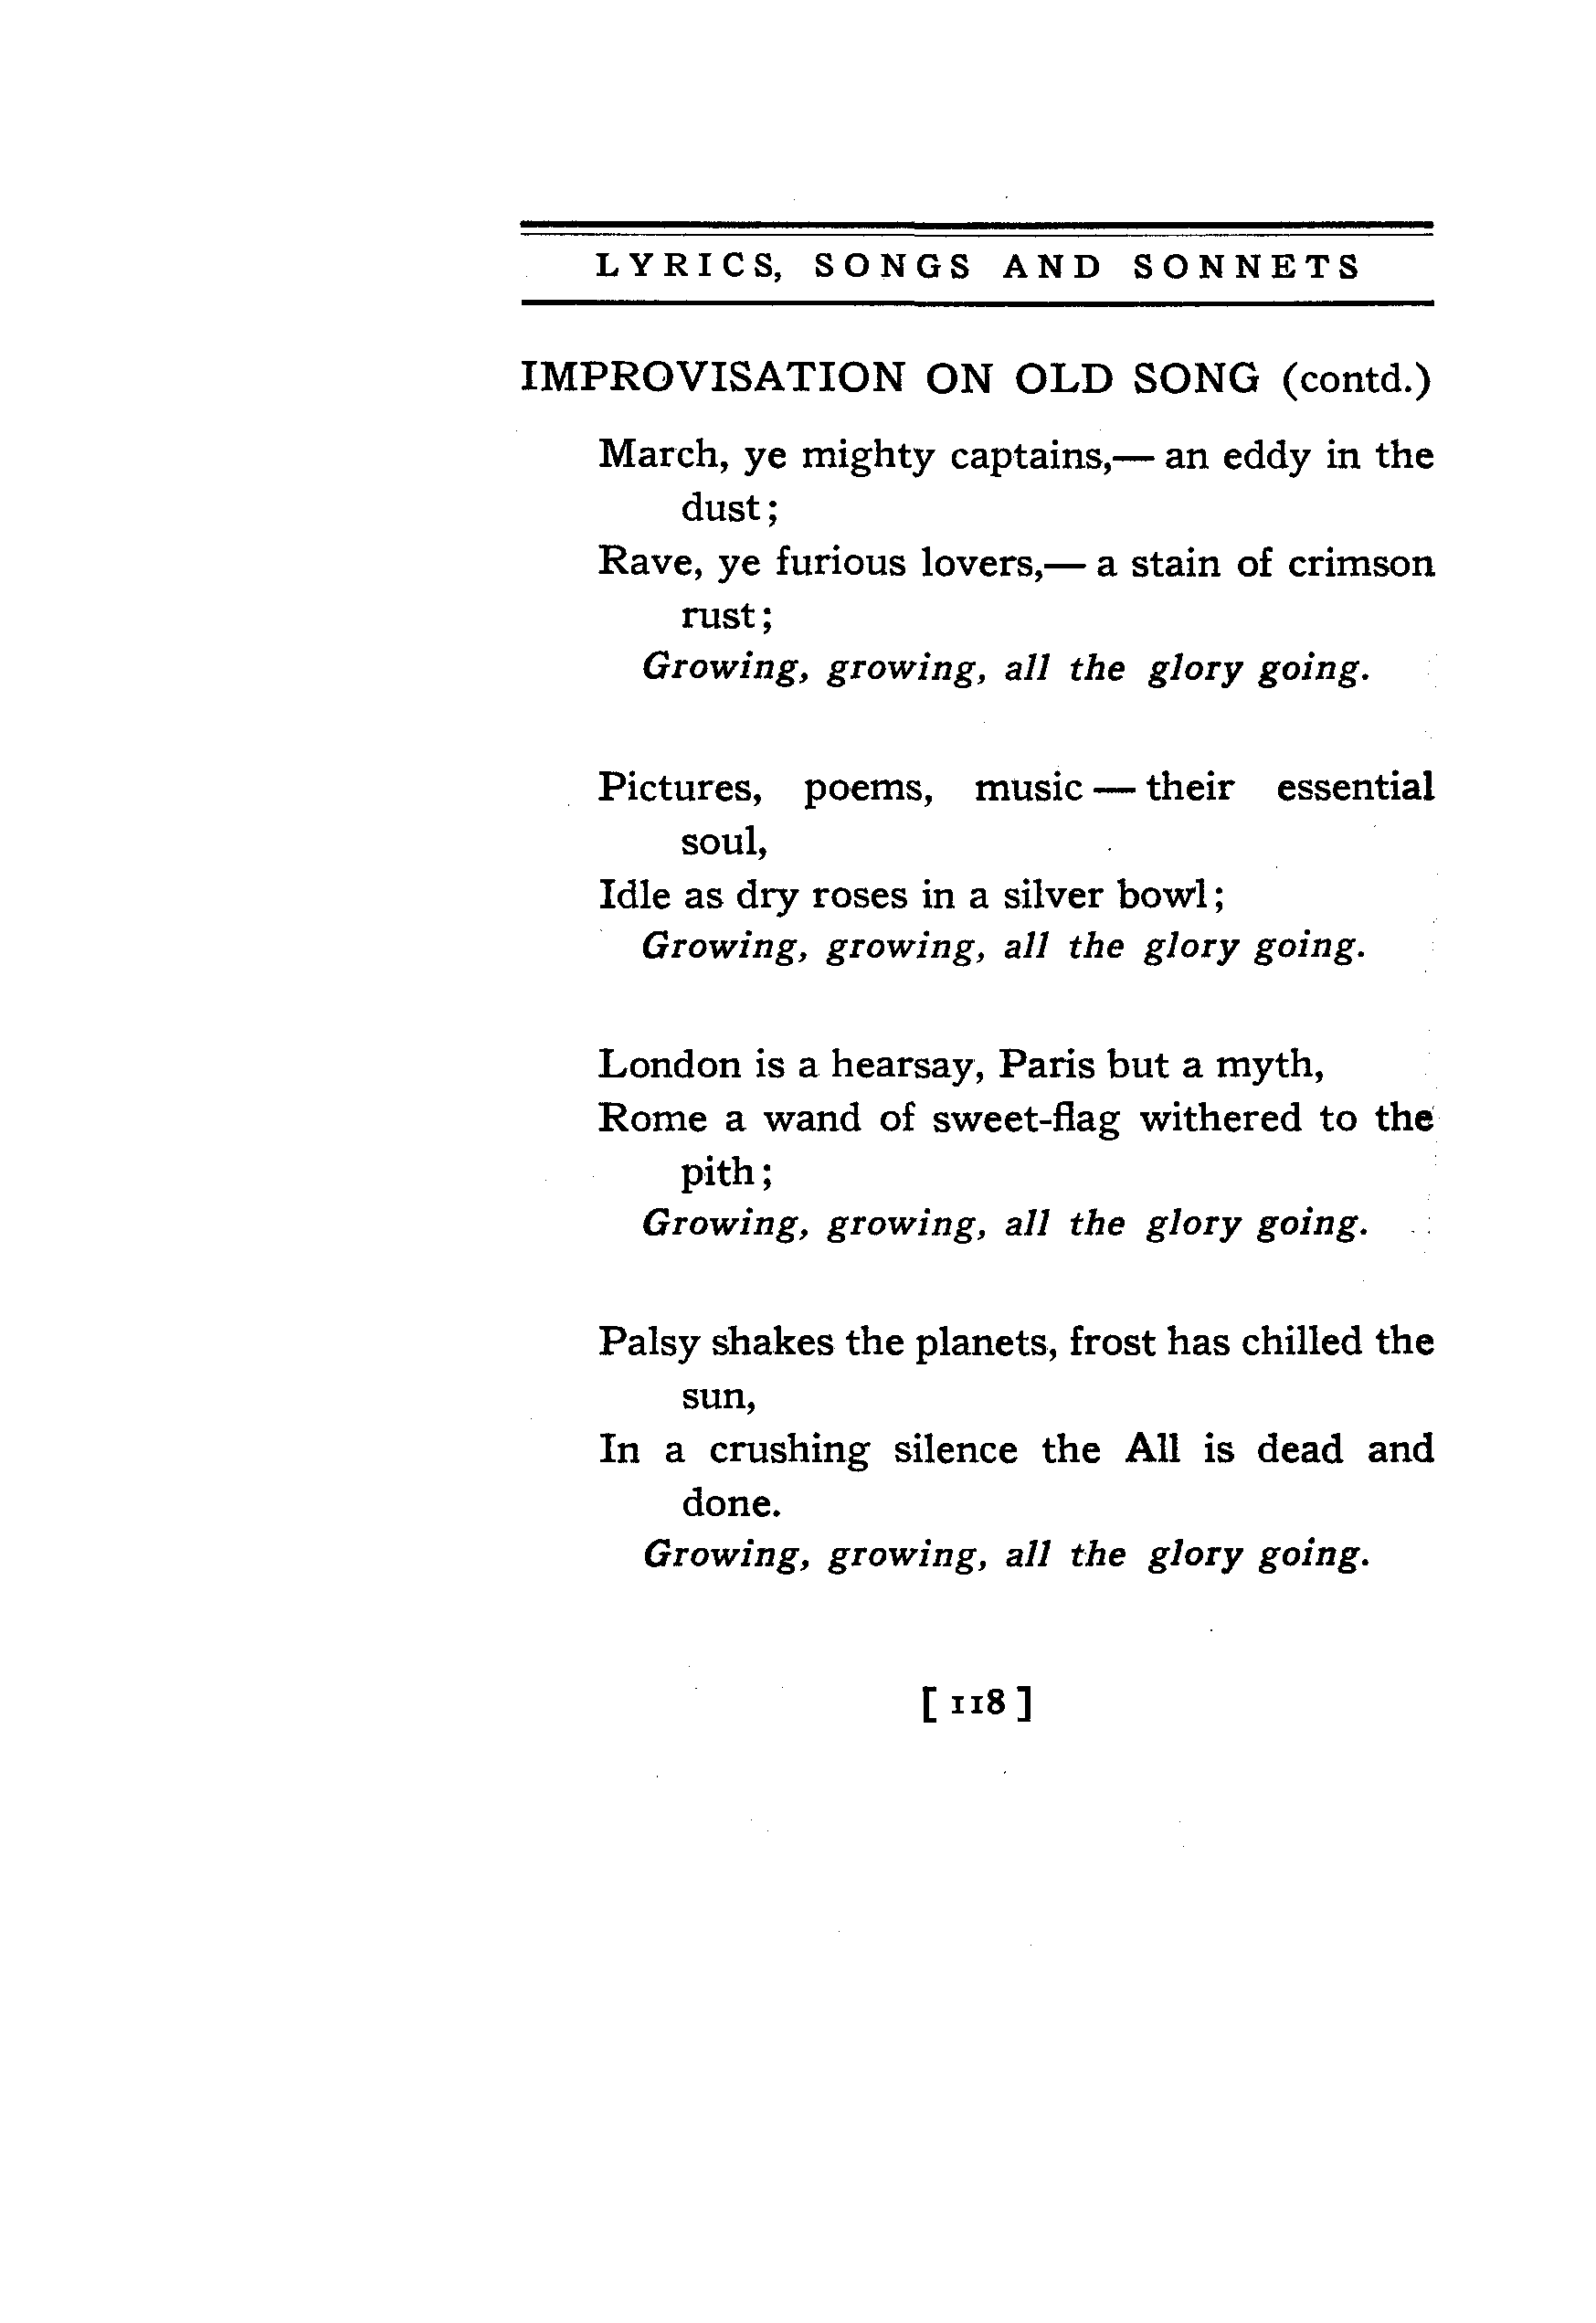 LYRICS, SONGS AND SONNETS
IMPROVISATION ON OLD SONG (contd.)
March, ye mighty captains,— an eddy in the
dust;
Rave, ye furious lovers,— a stain of crimson
rust;
Growing, growing, all the glory going.
Pictures, poems, music — their essential
soul,
Idle as dry roses in a silver bowl;
Growing, growing, all the glory going.
London is a hearsay, Paris but a myth,
Rome a wand of sweet-flag withered to the
pith;
Growing, growing, all the glory going.
Palsy shakes the planets, frost has chilled the
sun,
In a crushing silence the All is dead and
done.
Growing, growing, all the glory going.
[ 118 ]